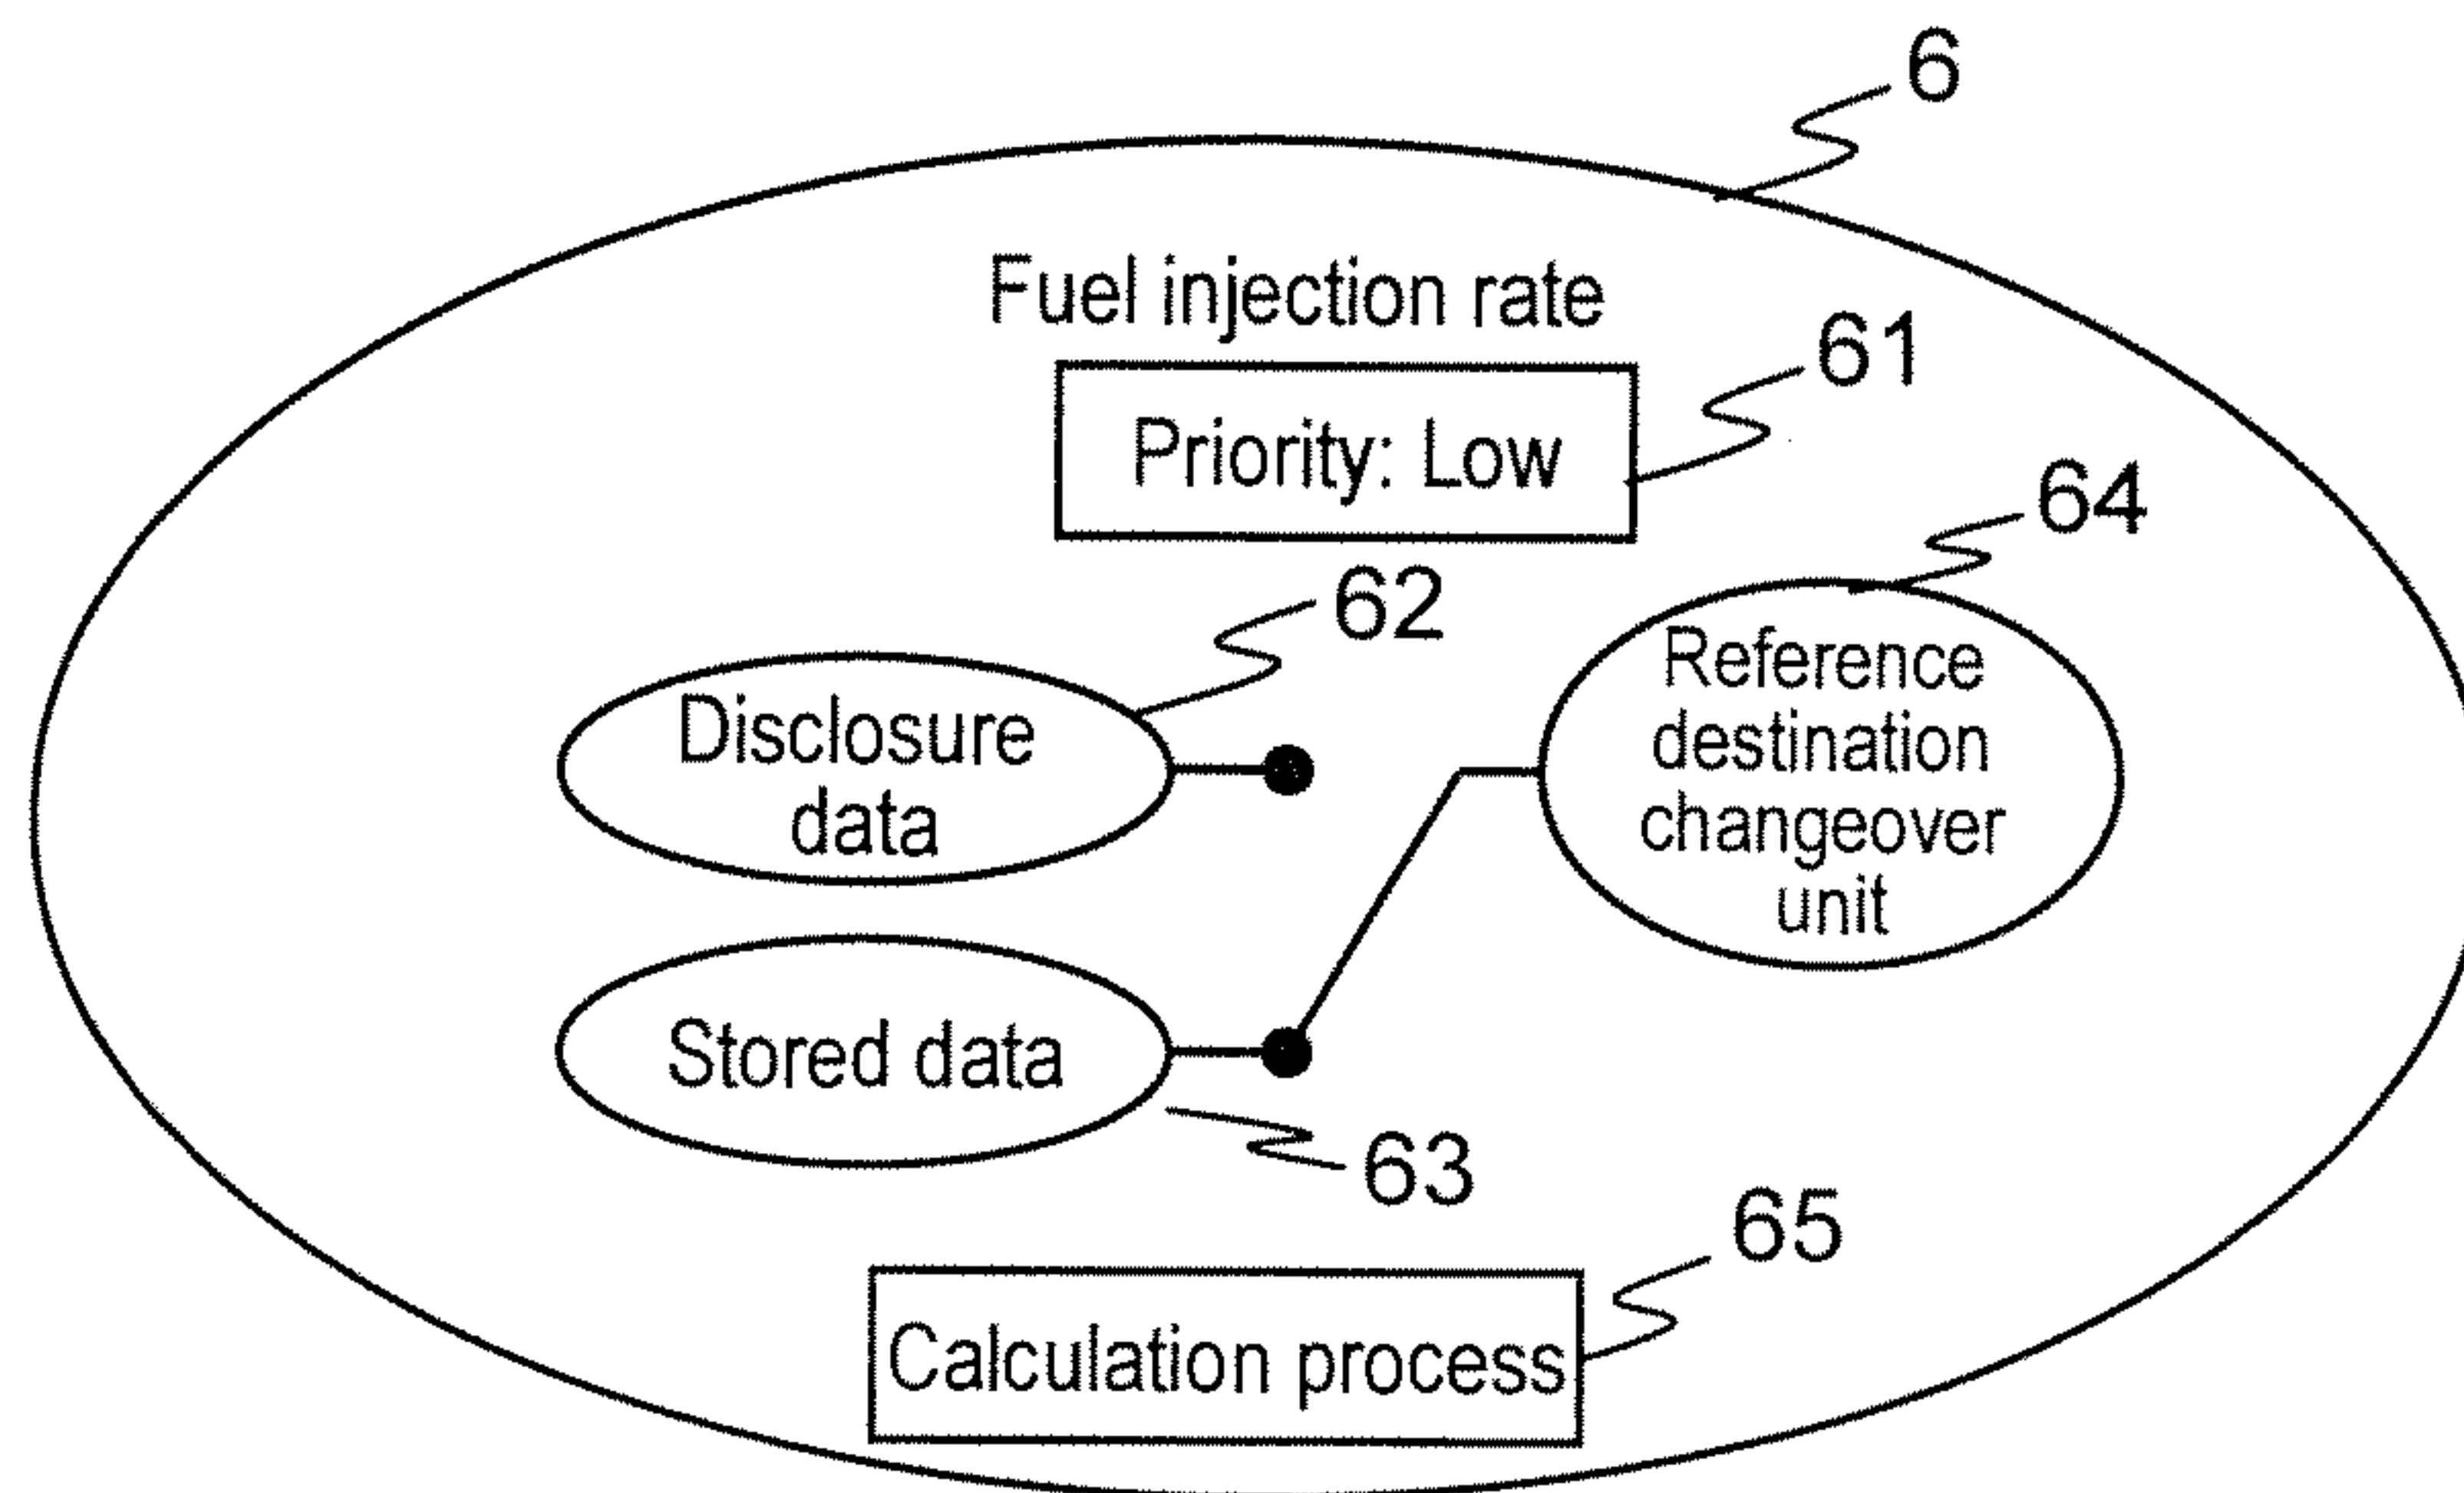 6
Fuel injection rate
61
Priority: Low
64
62
Reference
destination
changeover
unit
Disclosure
data
Stored data
63
65
Calculation process